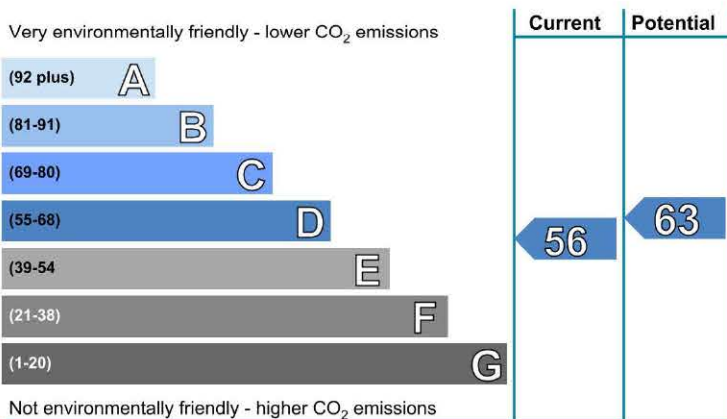 Very environmentally friendly - lower CO₂ emissions
Current
Potential
(92 plus) A
(81-91) B
(69-80) C
(55-68) D
(39-54 E
(21-38) F
(1-20) G
56
63
Not environmentally friendly - higher CO₂ emissions